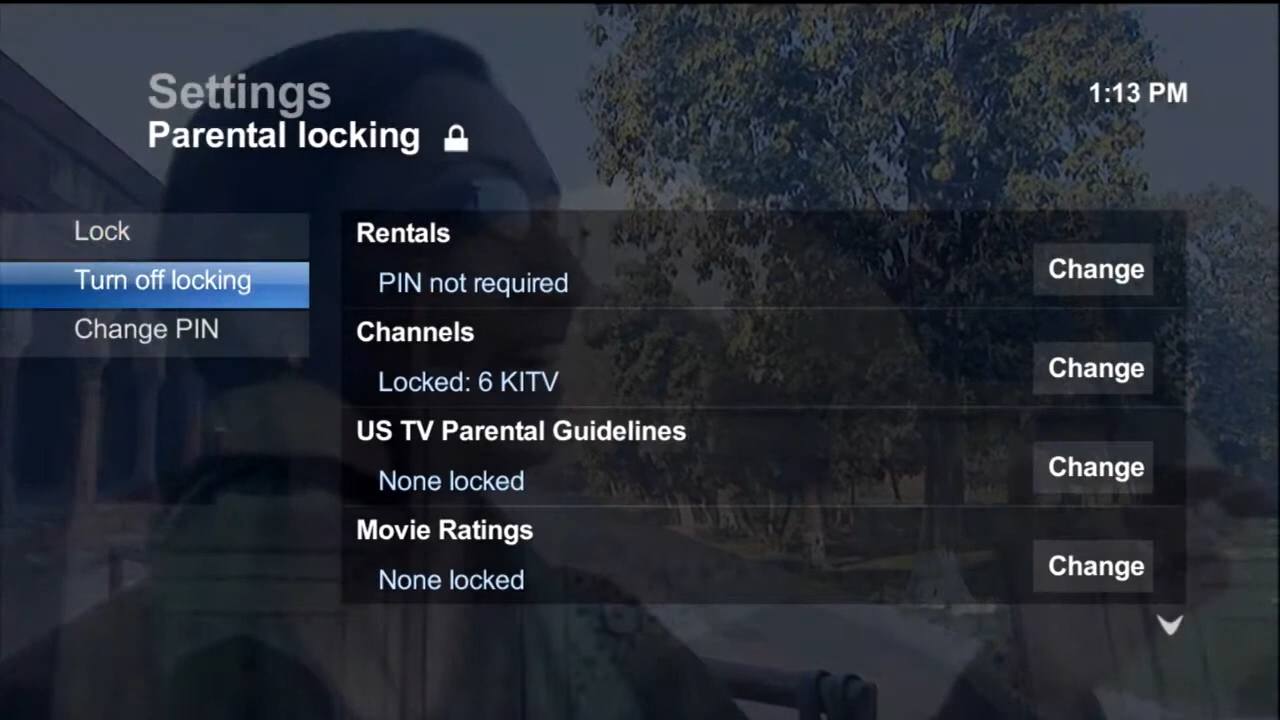 Settings
1:13 PM
Parental locking
Lock
Turn off locking
Change PIN
Rentals
PIN not required
Change
Channels
Locked: 6 KITV
Change
US TV Parental Guidelines
None locked
Change
Movie Ratings
None locked
Change